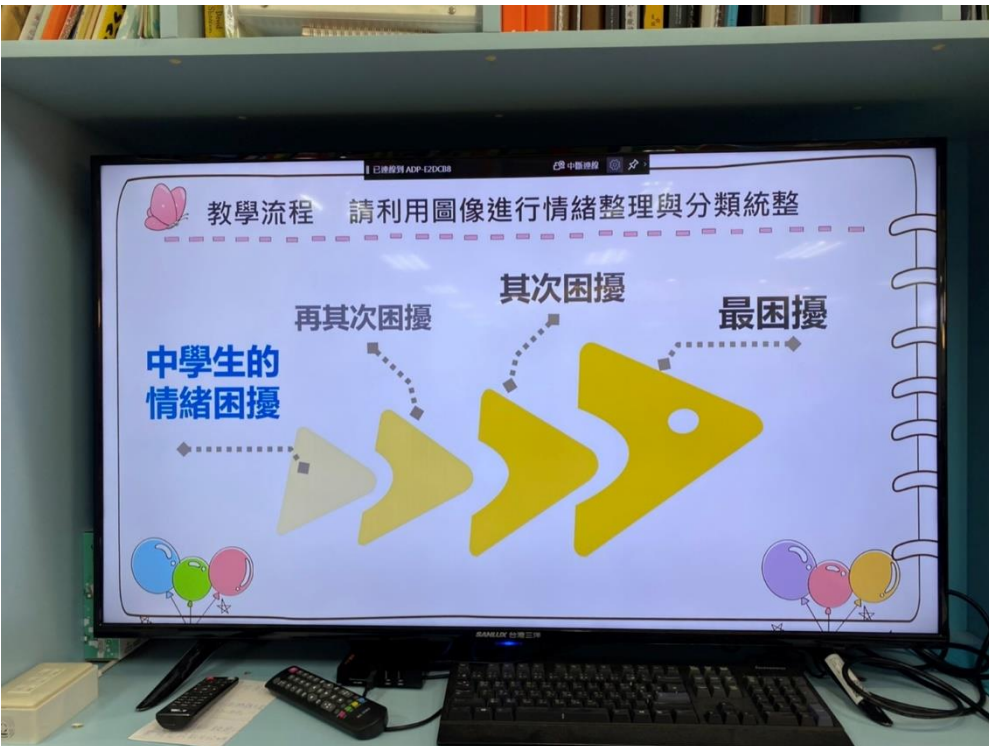 已連線到 ADP-E2DCB8
中斷連線
教學流程 請利用圖像進行情緒整理與分類統整
其次困擾
最困擾
再其次困擾
中學生的
情緒困擾
SANLUX 台灣三洋